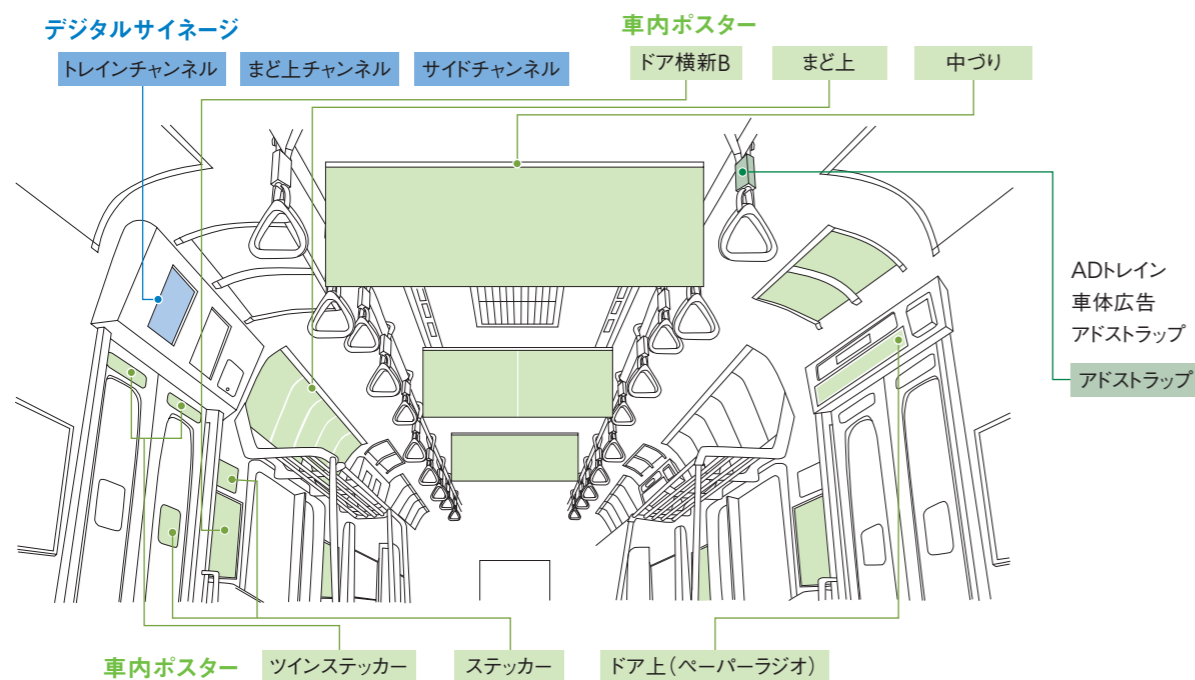 デジタルサイネージ
トレインチャンネル
まど上チャンネル
サイドチャンネル
車内ポスター
ドア横新B
まど上
中づり
ADトレイン
車体広告
アドストラップ
アドストラップ
車内ポスター
ツインステッカー
ステッカー
ドア上(ペーパーラジオ)